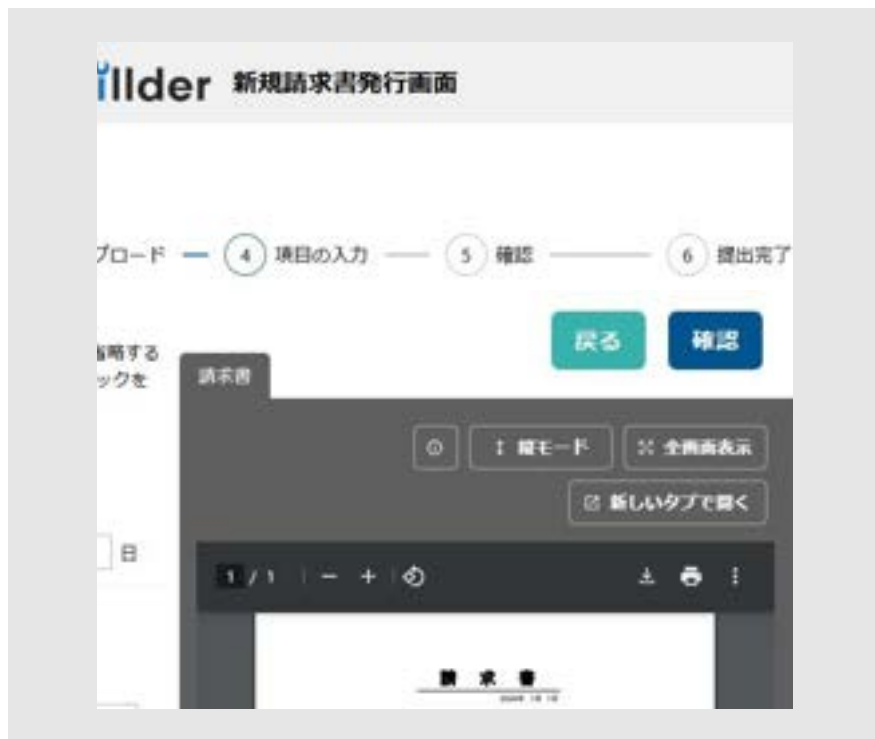 illder 新規請求書発行画面
プロード 4 項目の入力 5 確認 6 提出完了
戻る 確認
省略する
ックを
請求書
縦モード 全画面表示
新しいタブで開く
日
1 / 1
請 求 書